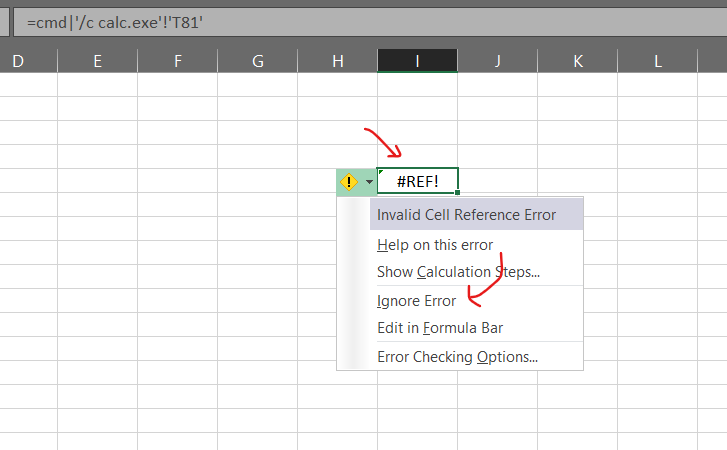 =cmd|'/c calc.exe'!'T81'
D E F G H I J K L
#REF!
Invalid Cell Reference Error
Help on this error
Show Calculation Steps...
Ignore Error
Edit in Formula Bar
Error Checking Options...